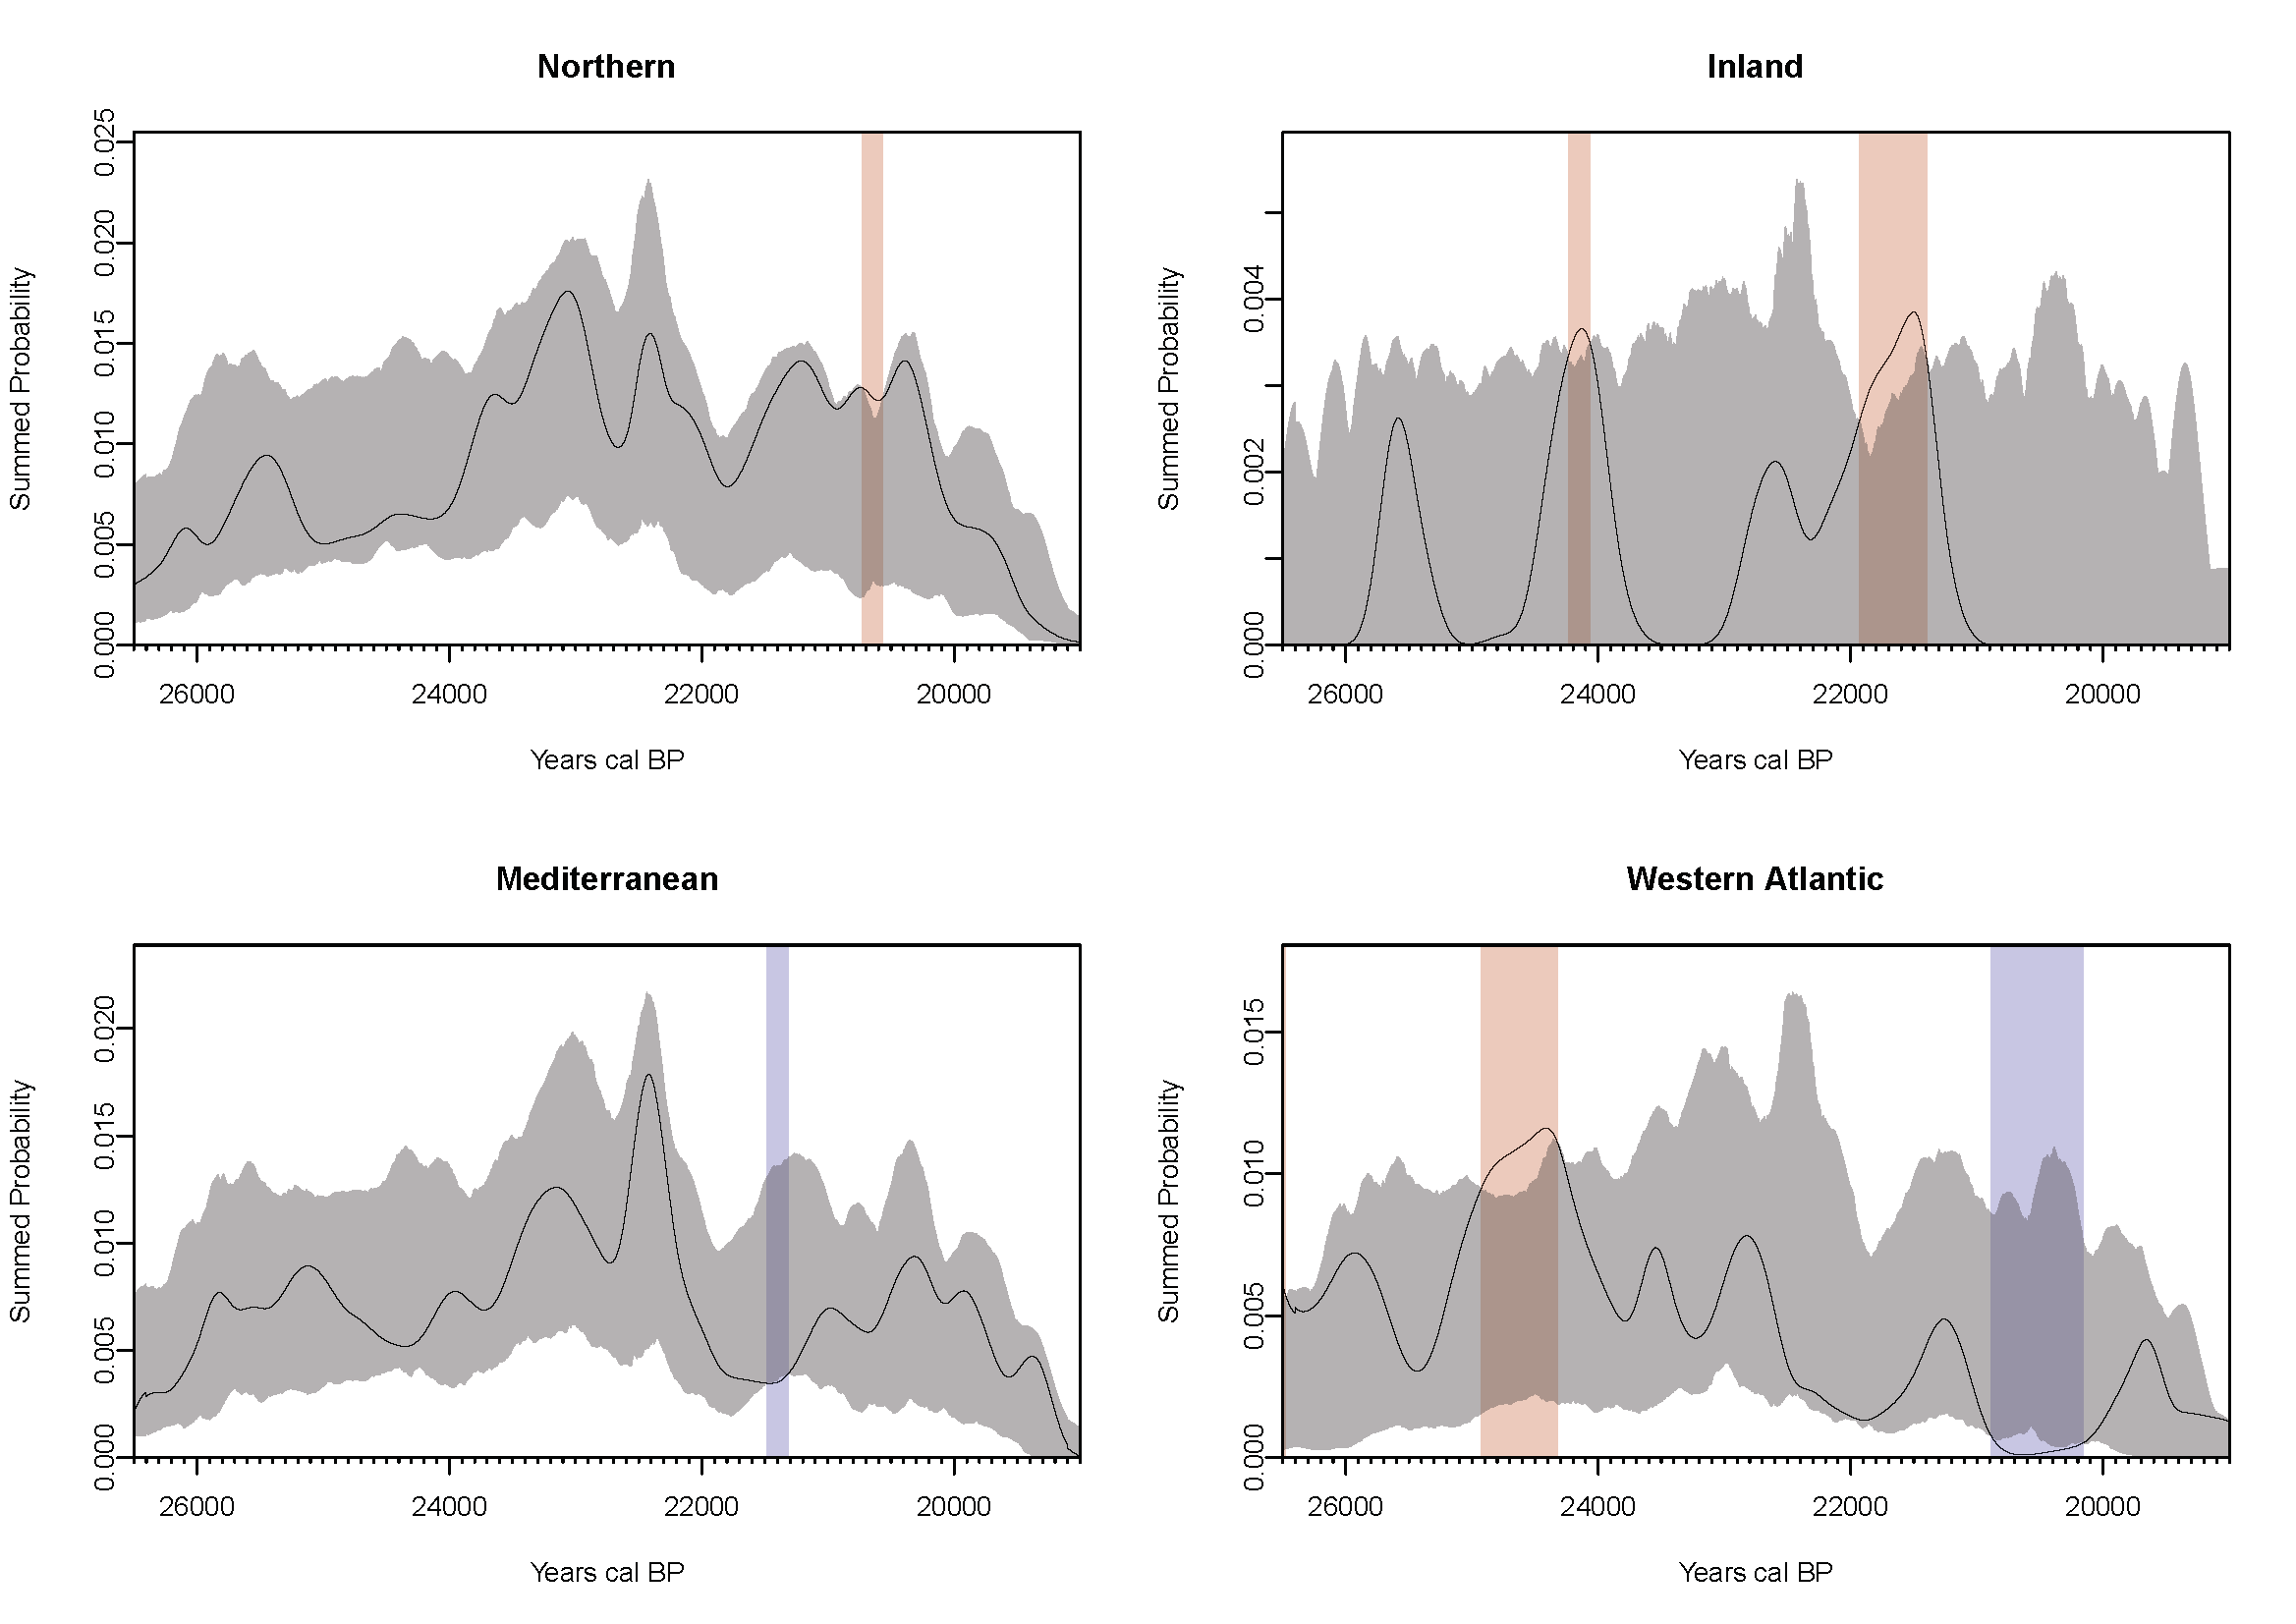 Northern
Summed Probability
0.025
0.020
0.015
0.010
0.005
0.000
26000 24000 22000 20000
Years cal BP
Inland
Summed Probability
0.004
0.002
0.000
26000 24000 22000 20000
Years cal BP
Mediterranean
Summed Probability
0.020
0.015
0.010
0.005
0.000
26000 24000 22000 20000
Years cal BP
Western Atlantic
Summed Probability
0.015
0.010
0.005
0.000
26000 24000 22000 20000
Years cal BP